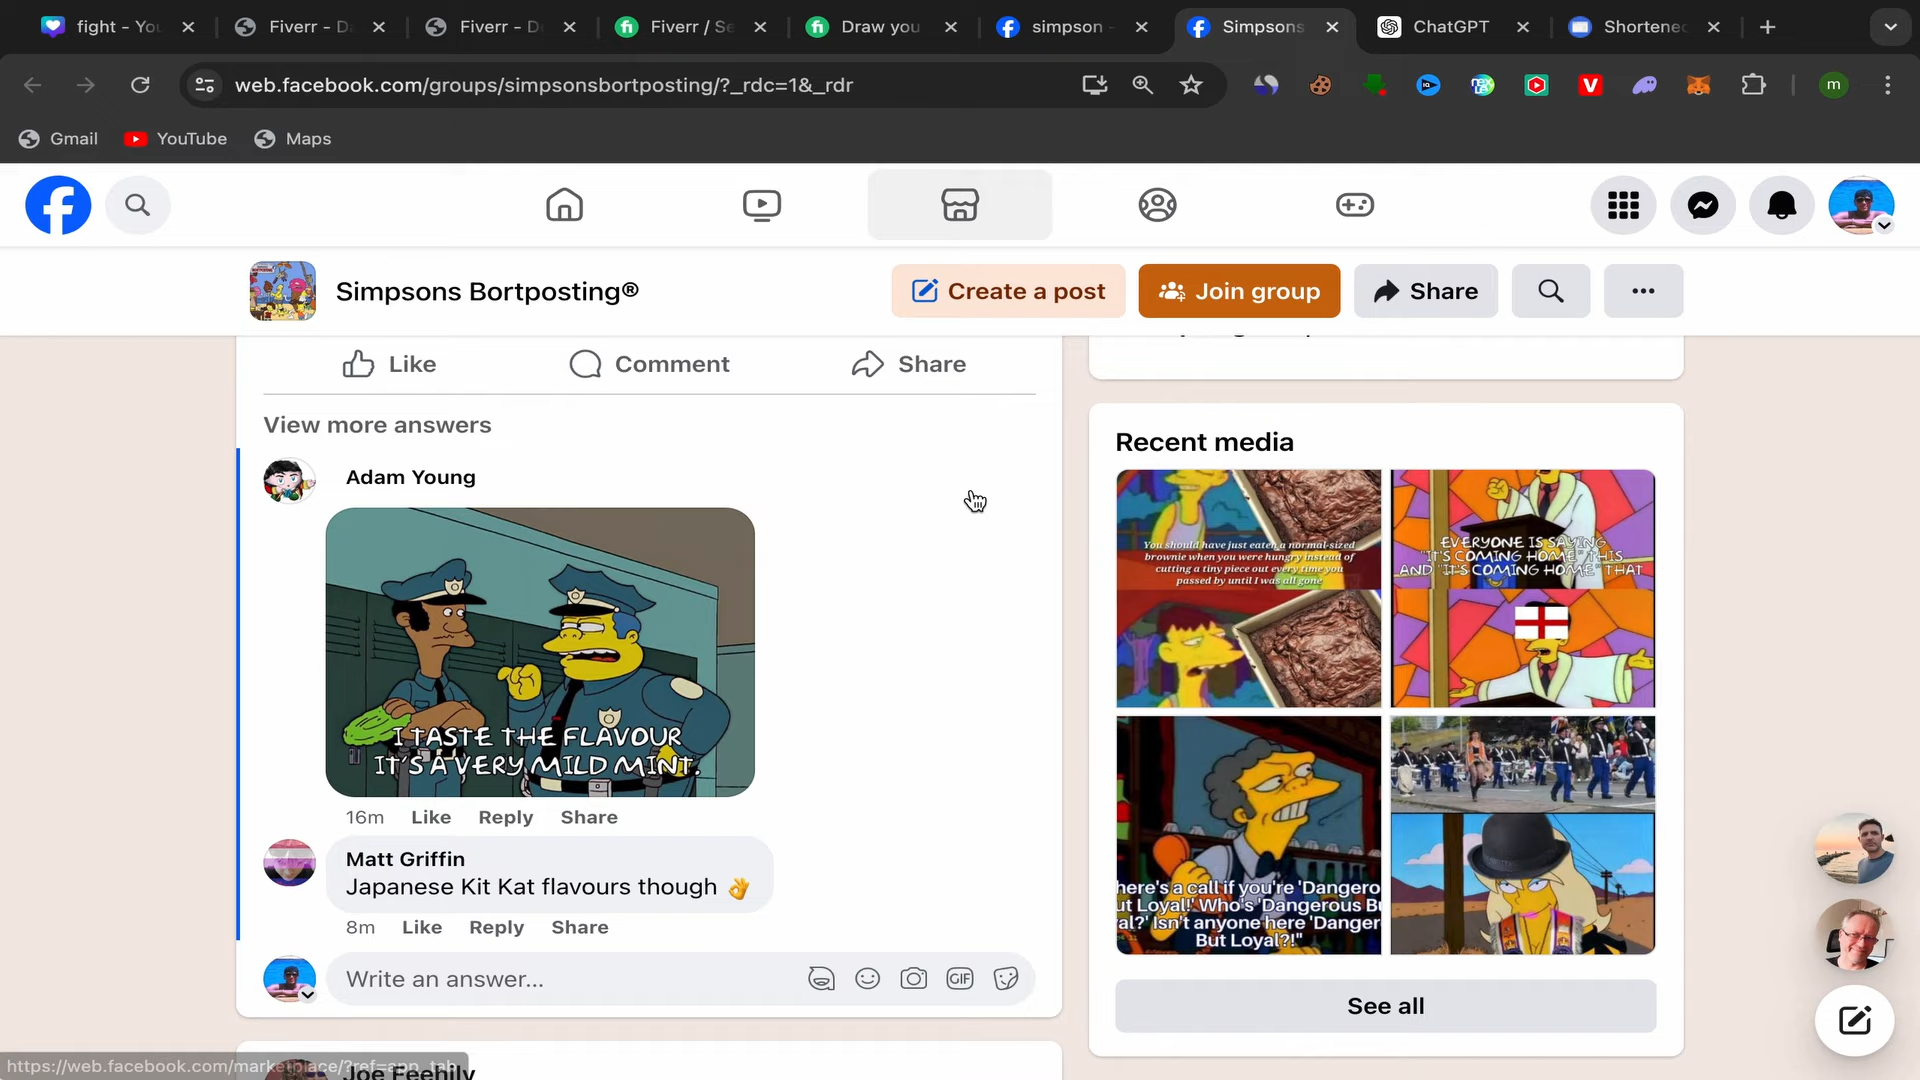 fight - You
Fiverr - Da
Fiverr - De
Fiverr / Se
Draw you
simpson -
Simpsons
ChatGPT
Shortened
web.facebook.com/groups/simpsonsbortposting/?_rdc=1&_rdr
m
Gmail
YouTube
Maps
Simpsons Bortposting®
Create a post
Join group
Share
Like
Comment
Share
View more answers
Adam Young
I TASTE THE FLAVOUR
IT'S A VERY MILD MINT.
16m Like Reply Share
Matt Griffin
Japanese Kit Kat flavours though 👌
8m Like Reply Share
Write an answer...
GIF
Joe Feehily
Recent media
You should have just eaten a normal-sized
brownie when you were hungry instead of
cutting a tiny piece out every time you
passed by until I was all gone
EVERYONE IS SAYING
"IT'S COMING HOME" THIS
AND "IT'S COMING HOME" THAT
here's a call if you're 'Dangero
ut Loyal!' Who's 'Dangerous Bu
al?' Isn't anyone here 'Danger
But Loyal?!"
See all
https://web.facebook.com/marketplace/?ref=app_tab